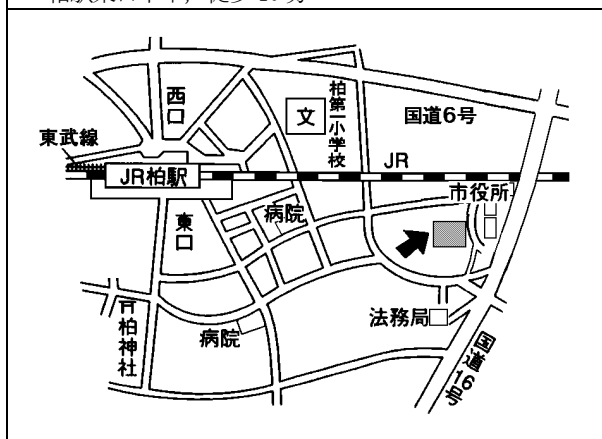 西口
柏第一小学校
文
国道6号
東武線
JR
JR柏駅
市役所
病院
東口
法務局
柏神社
病院
国道16号